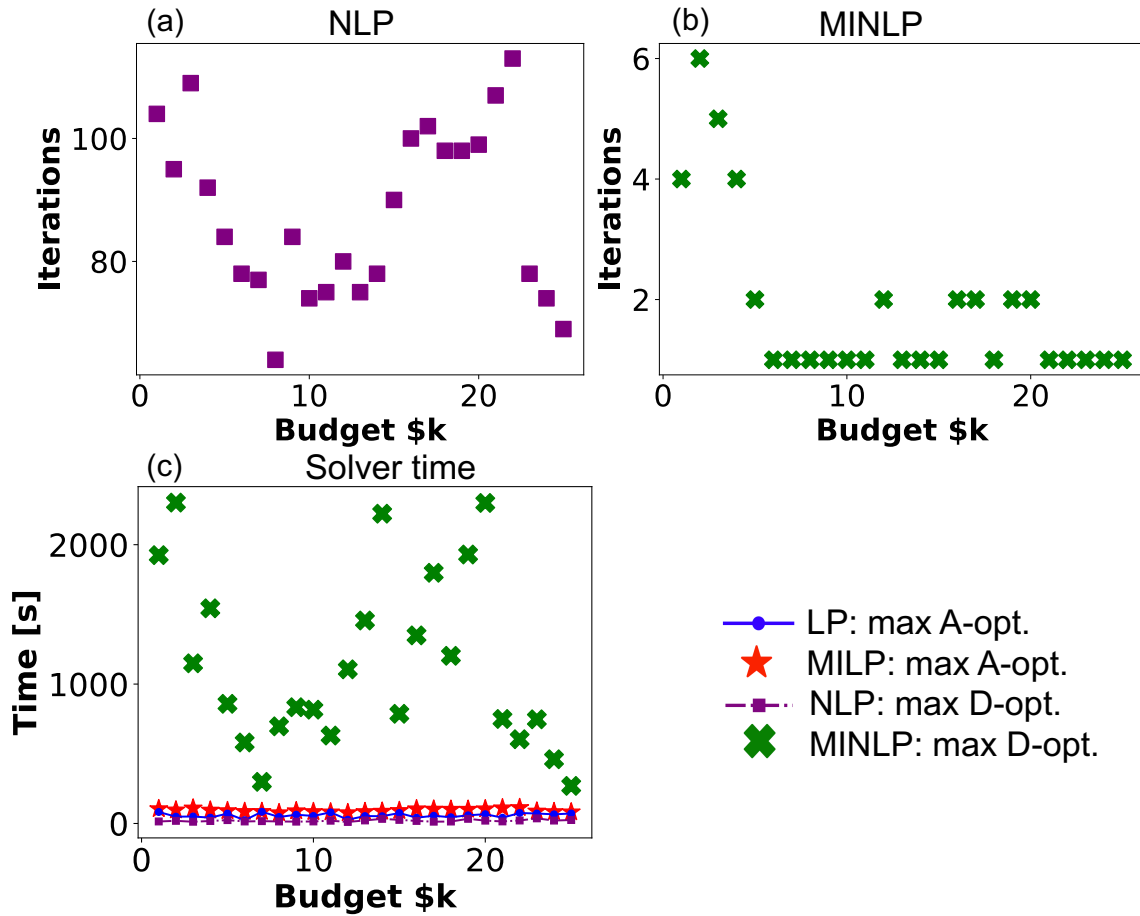 (a) NLP
100
80
Iterations
0 10 20
Budget $k
(b) MINLP
6
4
2
Iterations
0 10 20
Budget $k
(c) Solver time
2000
1000
0
Time [s]
0 10 20
Budget $k
LP: max A-opt.
MILP: max A-opt.
NLP: max D-opt.
MINLP: max D-opt.